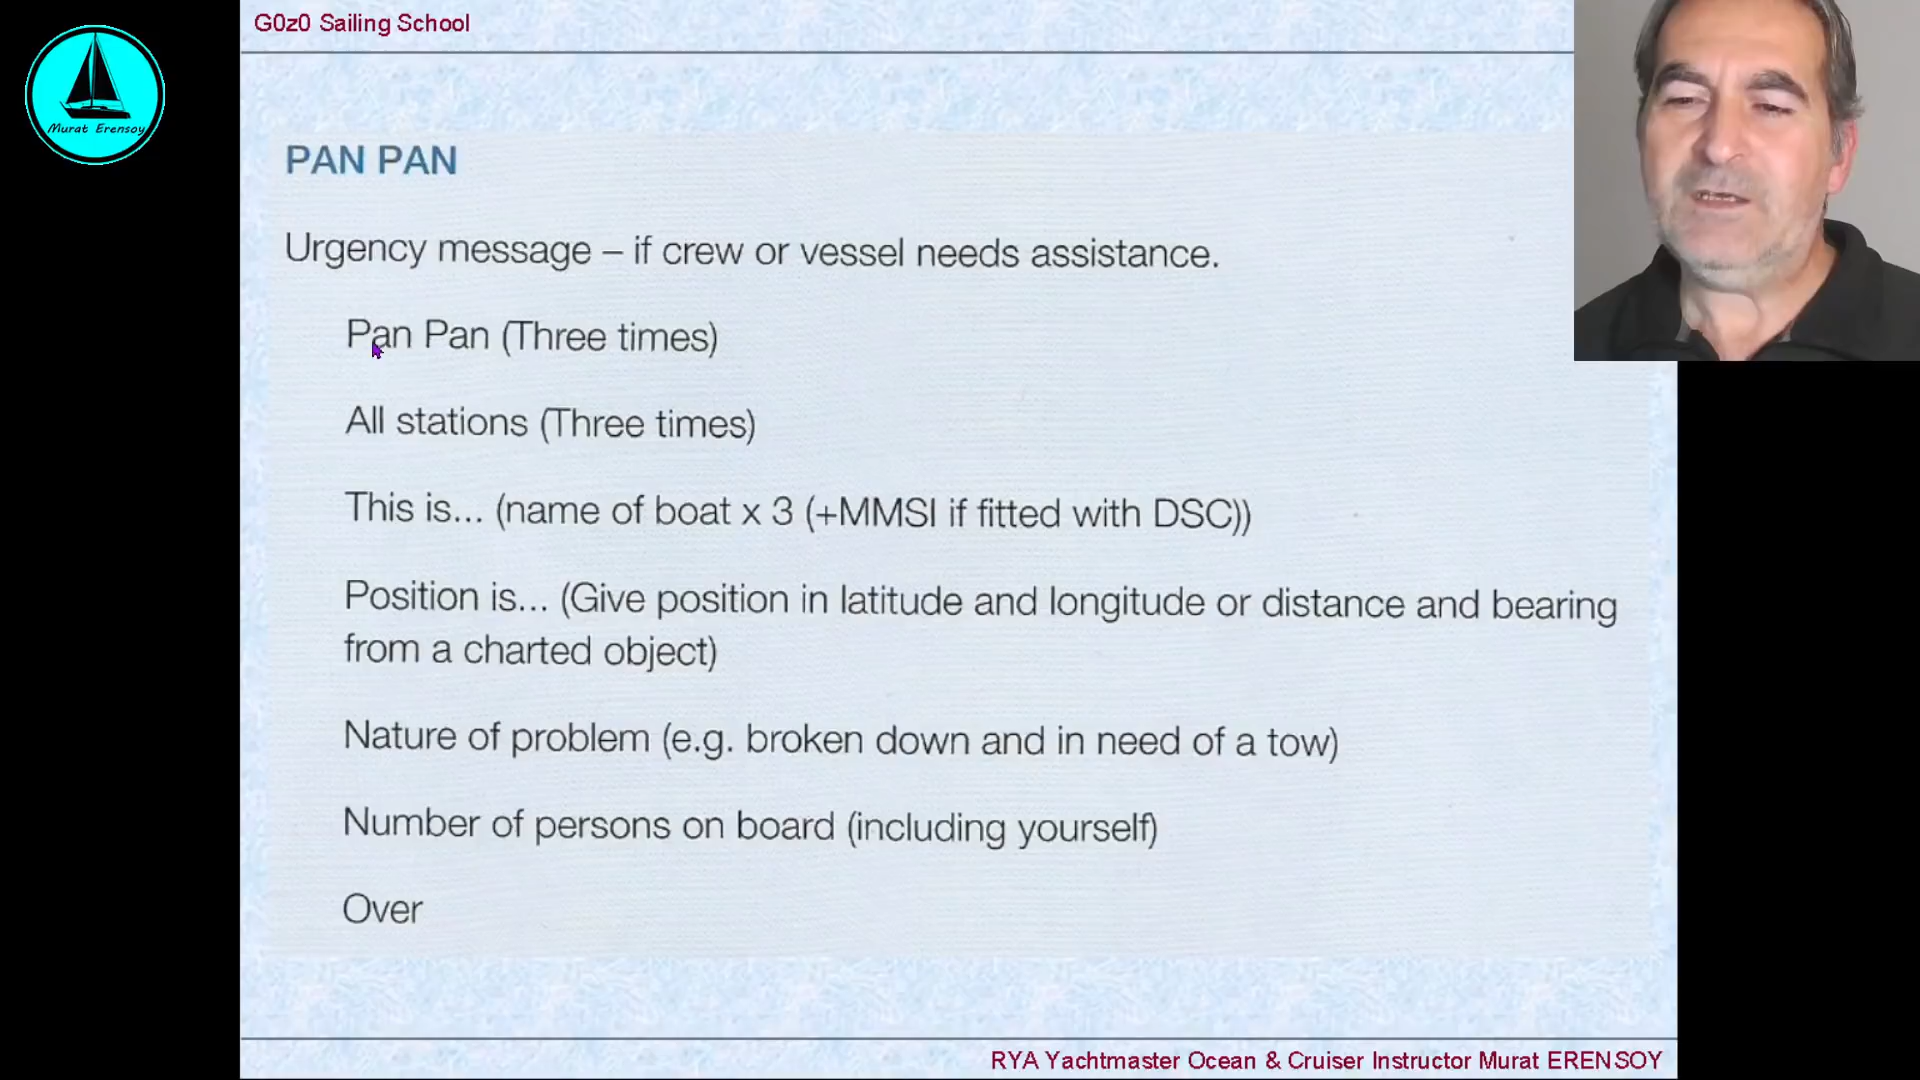 G0z0 Sailing School
Murat Erensoy
PAN PAN
Urgency message – if crew or vessel needs assistance.
Pan Pan (Three times)
All stations (Three times)
This is... (name of boat x 3 (+MMSI if fitted with DSC))
Position is... (Give position in latitude and longitude or distance and bearing
from a charted object)
Nature of problem (e.g. broken down and in need of a tow)
Number of persons on board (including yourself)
Over
RYA Yachtmaster Ocean & Cruiser Instructor Murat ERENSOY